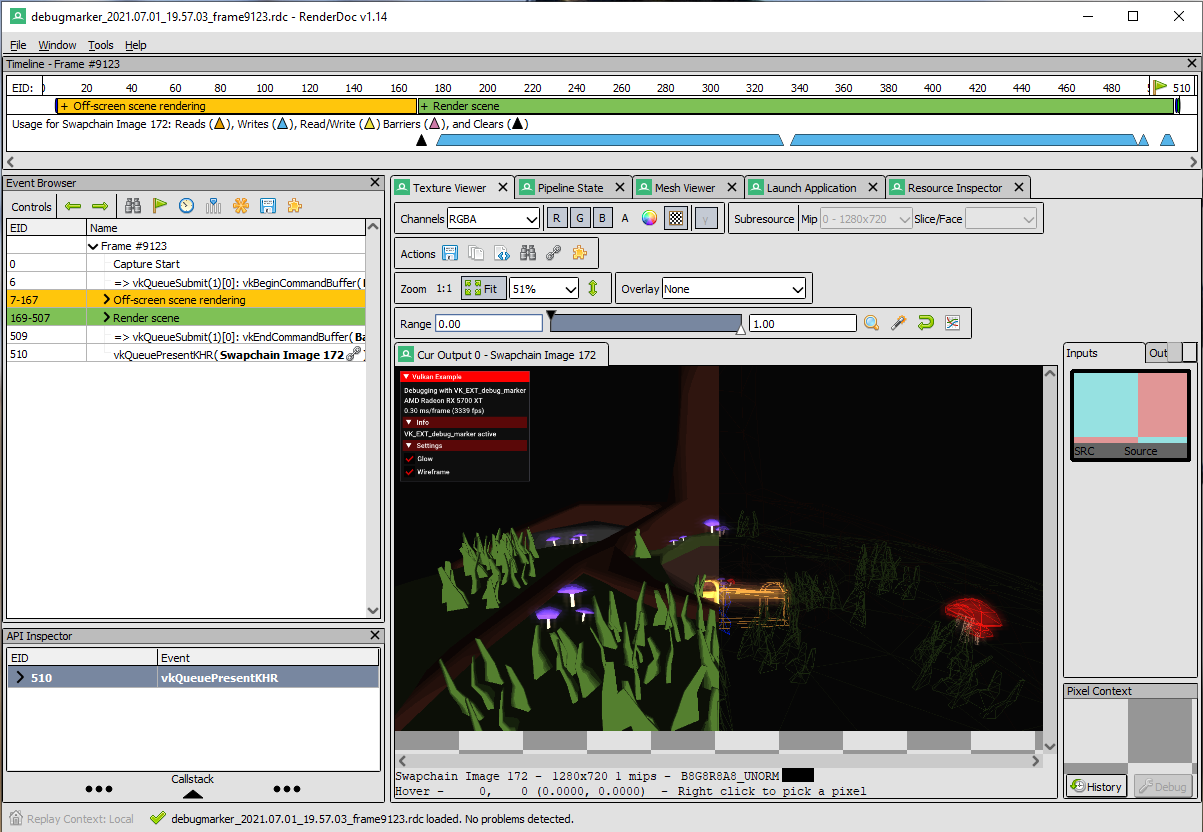 debugmarker_2021.07.01_19.57.03_frame9123.rdc - RenderDoc v1.14
File Window Tools Help
Timeline - Frame #9123
EID: 0 20 40 60 80 100 120 140 160 180 200 220 240 260 280 300 320 340 360 380 400 420 440 460 480 510
+ Off-screen scene rendering + Render scene
Usage for Swapchain Image 172: Reads ( ), Writes ( ), Read/Write ( ) Barriers ( ), and Clears ( )
Event Browser
Controls
EID Name
Frame #9123
0 Capture Start
6 => vkQueueSubmit(1)[0]: vkBeginCommandBuffer(
7-167 Off-screen scene rendering
169-507 Render scene
509 => vkQueueSubmit(1)[0]: vkEndCommandBuffer(Ba
510 vkQueuePresentKHR(Swapchain Image 172 )
API Inspector
EID Event
510 vkQueuePresentKHR
Callstack
Texture Viewer Pipeline State Mesh Viewer Launch Application Resource Inspector
Channels RGBA R G B A γ Subresource Mip 0 - 1280x720 Slice/Face
Actions
Zoom 1:1 Fit 51% Overlay None
Range 0.00 1.00
Cur Output 0 - Swapchain Image 172
Vulkan Example
Debugging with VK_EXT_debug_marker
AMD Radeon RX 5700 XT
0.30 ms/frame (3339 fps)
Info
VK_EXT_debug_marker active
Settings
Glow
Wireframe
Swapchain Image 172 - 1280x720 1 mips - B8G8R8A8_UNORM
Hover - 0, 0 (0.0000, 0.0000) - Right click to pick a pixel
Inputs Out
SRC Source
Pixel Context
History Debug
Replay Context: Local debugmarker_2021.07.01_19.57.03_frame9123.rdc loaded. No problems detected.